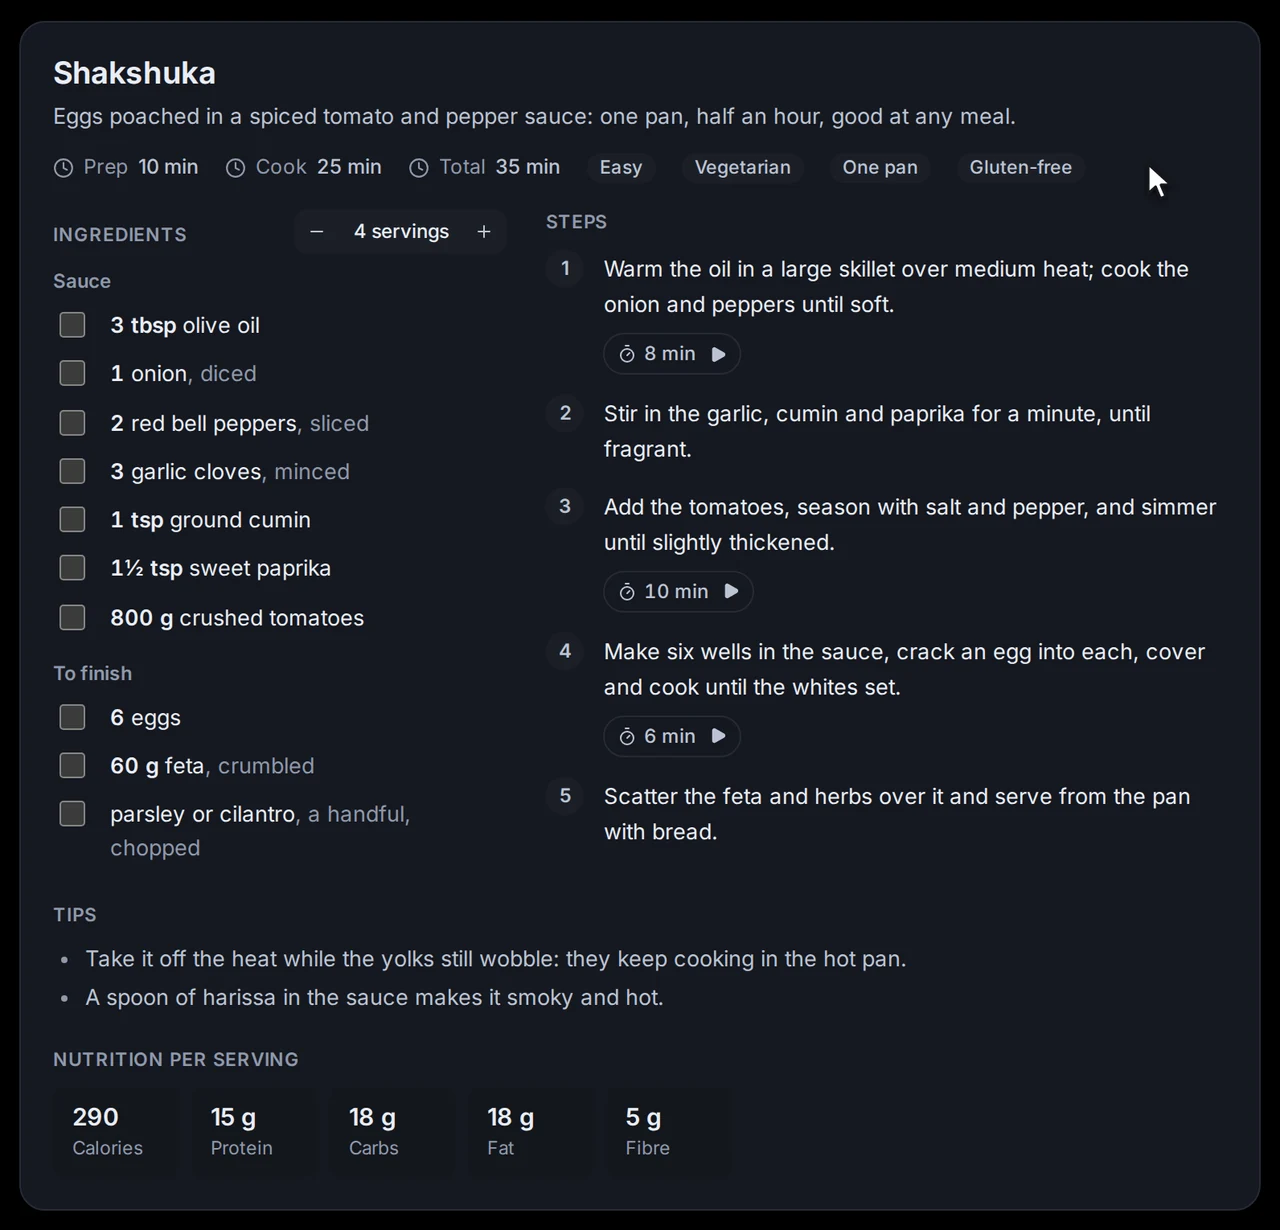 Shakshuka
Eggs poached in a spiced tomato and pepper sauce: one pan, half an hour, good at any meal.
Prep 10 min Cook 25 min Total 35 min Easy Vegetarian One pan Gluten-free
INGREDIENTS
− 4 servings +
Sauce
3 tbsp olive oil
1 onion, diced
2 red bell peppers, sliced
3 garlic cloves, minced
1 tsp ground cumin
1½ tsp sweet paprika
800 g crushed tomatoes
To finish
6 eggs
60 g feta, crumbled
parsley or cilantro, a handful,
chopped
STEPS
1 Warm the oil in a large skillet over medium heat; cook the
onion and peppers until soft.
8 min
2 Stir in the garlic, cumin and paprika for a minute, until
fragrant.
3 Add the tomatoes, season with salt and pepper, and simmer
until slightly thickened.
10 min
4 Make six wells in the sauce, crack an egg into each, cover
and cook until the whites set.
6 min
5 Scatter the feta and herbs over it and serve from the pan
with bread.
TIPS
• Take it off the heat while the yolks still wobble: they keep cooking in the hot pan.
• A spoon of harissa in the sauce makes it smoky and hot.
NUTRITION PER SERVING
290 15 g 18 g 18 g 5 g
Calories Protein Carbs Fat Fibre